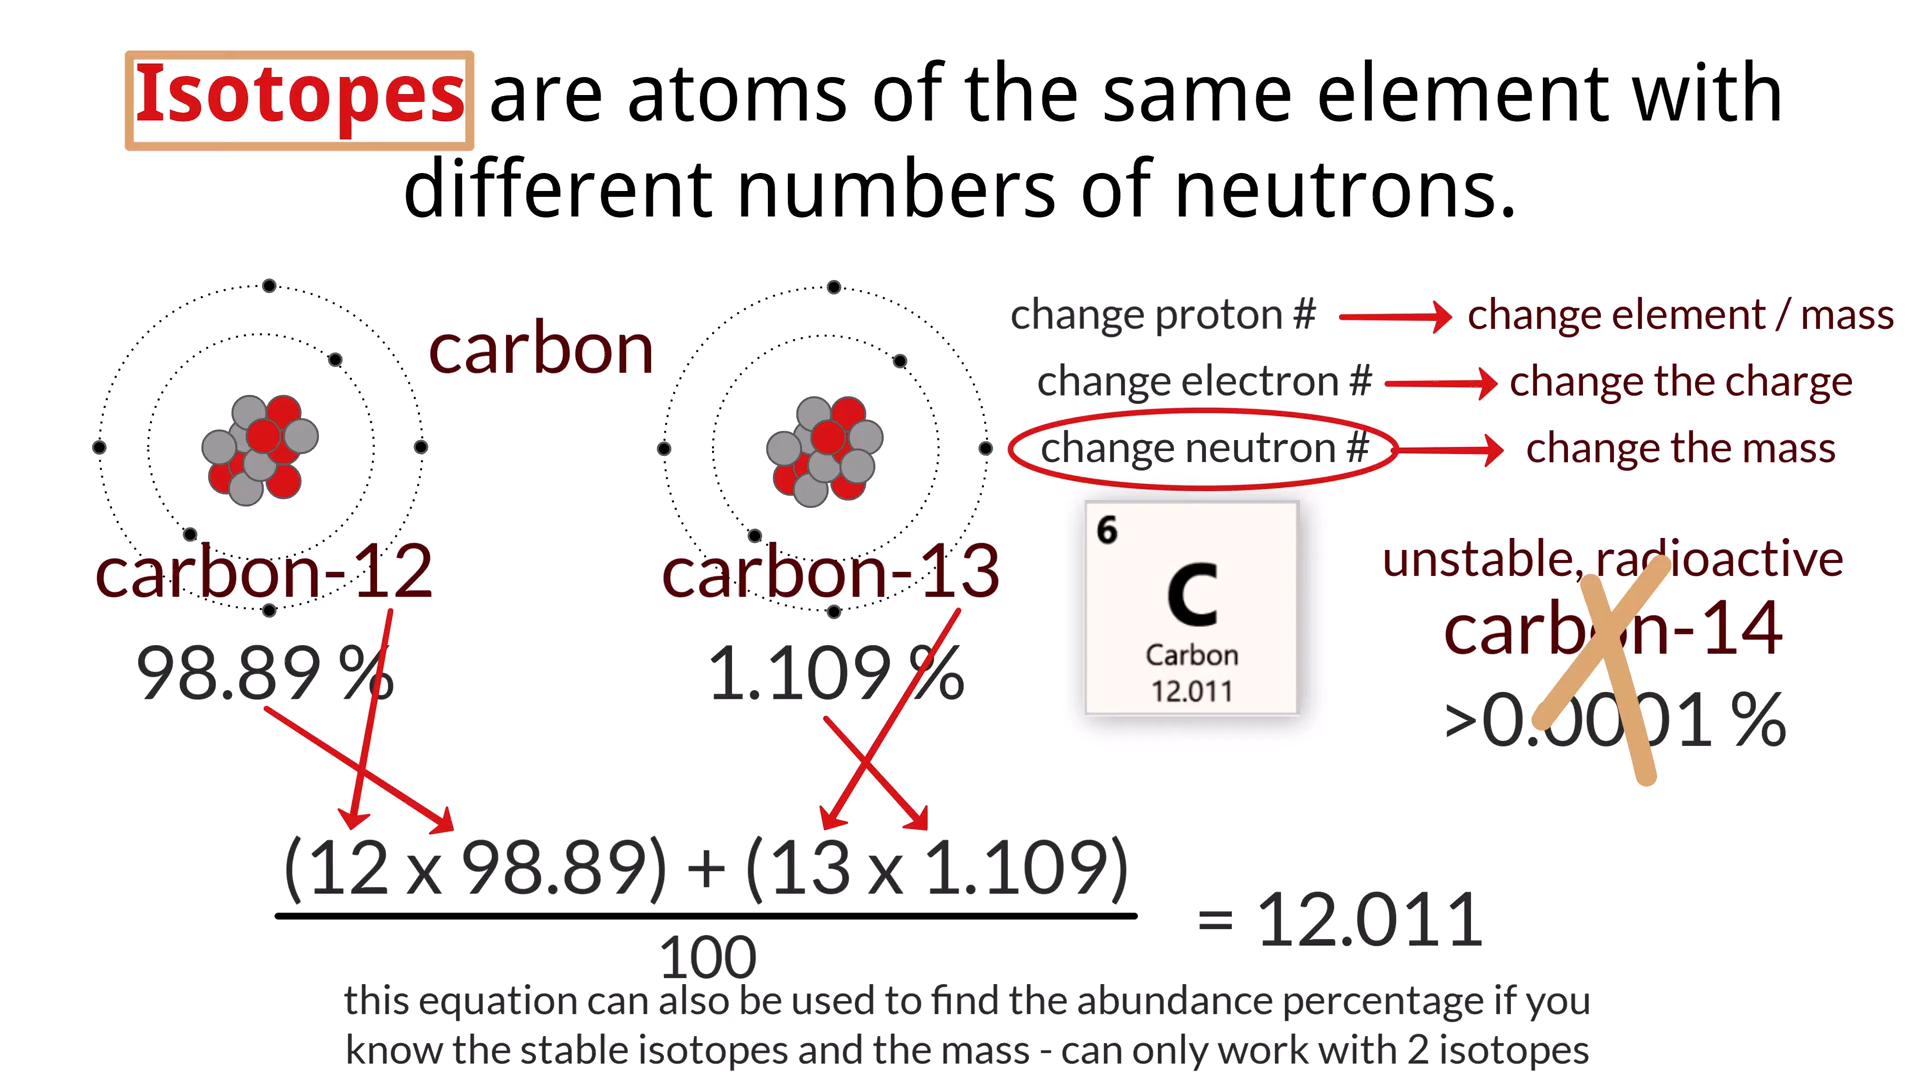 Isotopes are atoms of the same element with
different numbers of neutrons.
carbon
change proton # change element / mass
change electron # change the charge
change neutron # change the mass
carbon-12
98.89 %
carbon-13
1.109 %
6
C
Carbon
12.011
unstable, radioactive
carbon-14
>0.0001 %
(12 x 98.89) + (13 x 1.109)
100
= 12.011
this equation can also be used to find the abundance percentage if you
know the stable isotopes and the mass - can only work with 2 isotopes